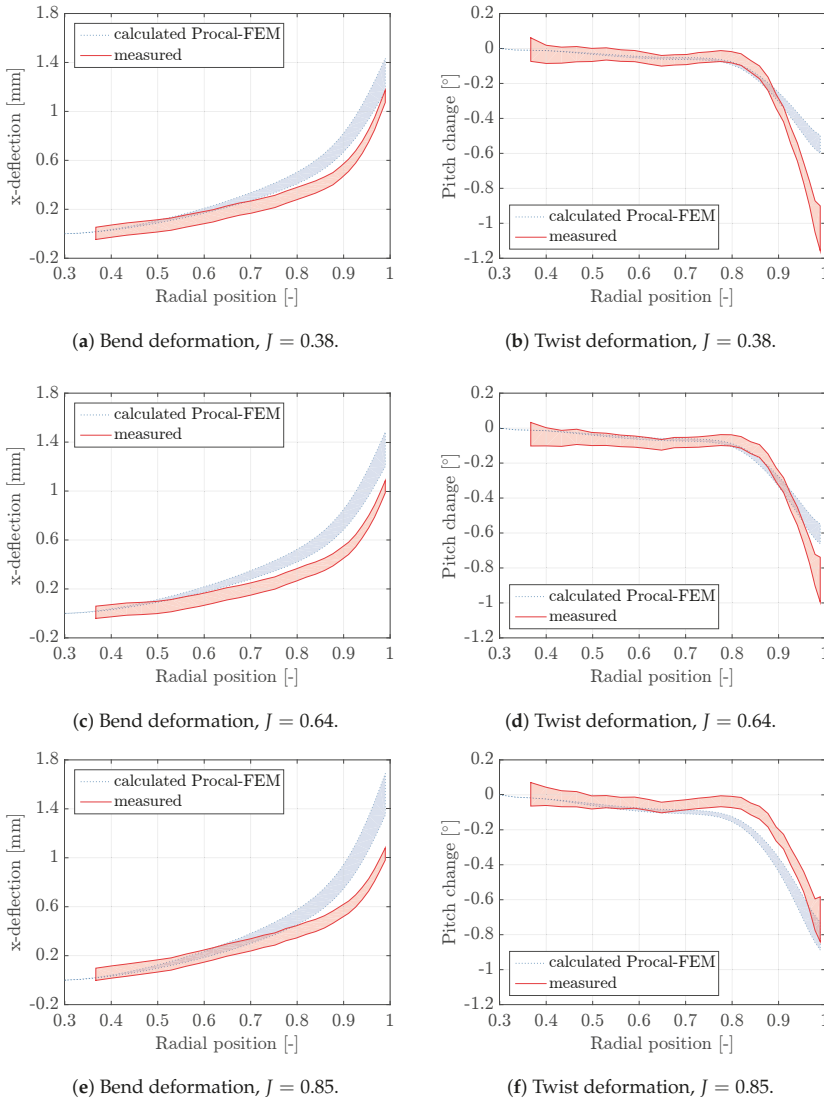 1.8
1.4
1
0.6
0.2
-0.2
x-deflection [mm]
calculated Procal-FEM
measured
0.3 0.4 0.5 0.6 0.7 0.8 0.9 1
Radial position [-]
(a) Bend deformation, J = 0.38.
0.2
0
-0.2
-0.4
-0.6
-0.8
-1
-1.2
Pitch change [°]
calculated Procal-FEM
measured
0.3 0.4 0.5 0.6 0.7 0.8 0.9 1
Radial position [-]
(b) Twist deformation, J = 0.38.
1.8
1.4
1
0.6
0.2
-0.2
x-deflection [mm]
calculated Procal-FEM
measured
0.3 0.4 0.5 0.6 0.7 0.8 0.9 1
Radial position [-]
(c) Bend deformation, J = 0.64.
0.2
0
-0.2
-0.4
-0.6
-0.8
-1
-1.2
Pitch change [°]
calculated Procal-FEM
measured
0.3 0.4 0.5 0.6 0.7 0.8 0.9 1
Radial position [-]
(d) Twist deformation, J = 0.64.
1.8
1.4
1
0.6
0.2
-0.2
x-deflection [mm]
calculated Procal-FEM
measured
0.3 0.4 0.5 0.6 0.7 0.8 0.9 1
Radial position [-]
(e) Bend deformation, J = 0.85.
0.2
0
-0.2
-0.4
-0.6
-0.8
-1
-1.2
Pitch change [°]
calculated Procal-FEM
measured
0.3 0.4 0.5 0.6 0.7 0.8 0.9 1
Radial position [-]
(f) Twist deformation, J = 0.85.